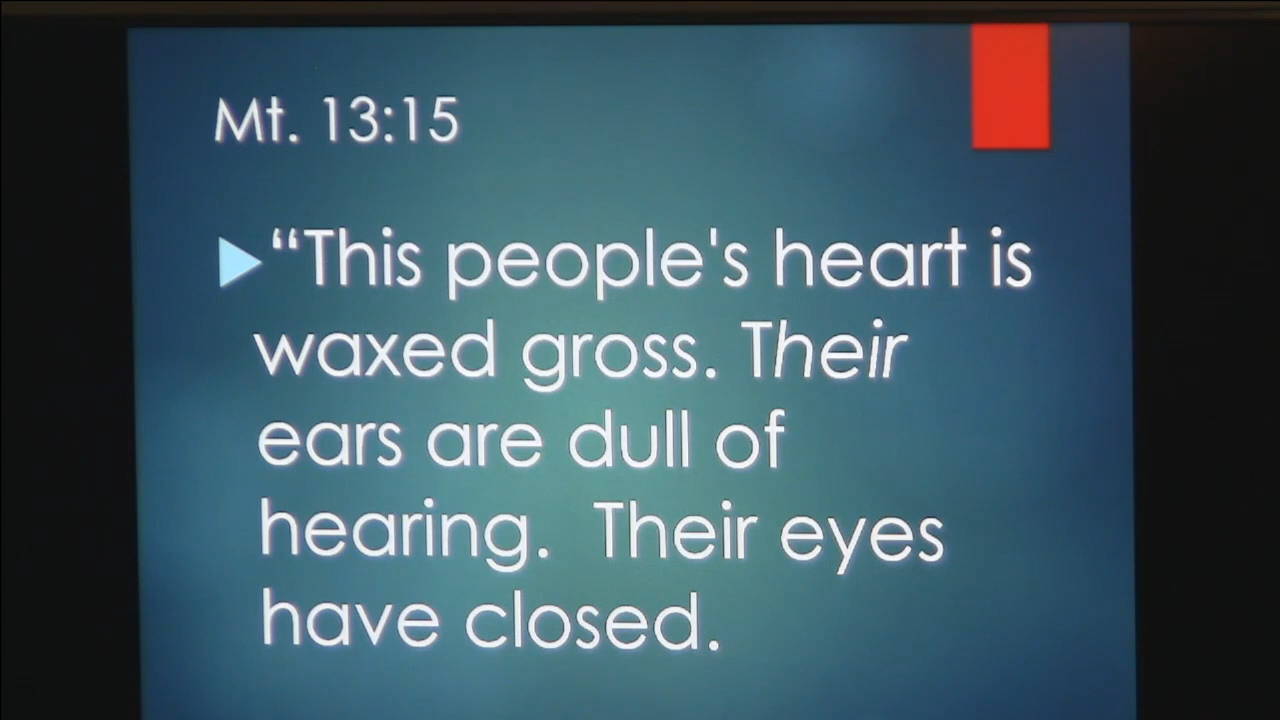 Mt. 13:15
“This people's heart is
waxed gross. Their
ears are dull of
hearing.  Their eyes
have closed.